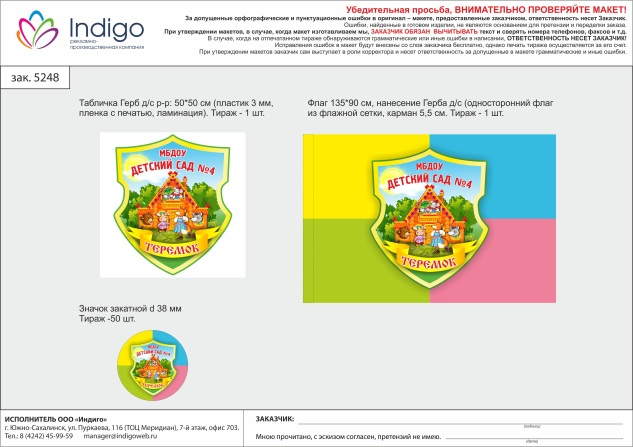 Indigo
рекламно-
производственная компания
Убедительная просьба, ВНИМАТЕЛЬНО ПРОВЕРЯЙТЕ МАКЕТ!
За допущенные орфографические и пунктуационные ошибки в оригинал – макете, предоставленные заказчиком, ответственность несет Заказчик.
Ошибки, найденные в готовом изделии, не являются основанием для претензии и переделки заказа.
При утверждении макетов, в случае, когда макет изготавливаем мы, ЗАКАЗЧИК ОБЯЗАН ВЫЧИТЫВАТЬ текст и сверять номера телефонов, факсов и т.д.
В случае, когда на отпечатанном тираже обнаруживаются грамматические или иные ошибки в написании, ОТВЕТСТВЕННОСТЬ НЕСЕТ ЗАКАЗЧИК!
Исправления ошибок в макет будут внесены со слов заказчика бесплатно, однако печать тиража осуществляется за его счет.
При утверждении макетов заказчик сам выступает в роли корректора и несет ответственность за допущенные в макете грамматические и иные ошибки.
зак. 5248
Табличка Герб д/с р-р: 50*50 см (пластик 3 мм,
пленка с печатью, ламинация). Тираж - 1 шт.
Флаг 135*90 см, нанесение Герба д/с (односторонний флаг
из флажной сетки, карман 5,5 см. Тираж - 1 шт.
МБДОУ
ДЕТСКИЙ САД №4
ТЕРЕМОК
МБДОУ
ДЕТСКИЙ САД №4
ТЕРЕМОК
Значок закатной d 38 мм
Тираж -50 шт.
МБДОУ
ДЕТСКИЙ САД №4
ТЕРЕМОК
ИСПОЛНИТЕЛЬ ООО «Индиго»
г. Южно-Сахалинск, ул. Пуркаева, 116 (ТОЦ Меридиан), 7-й этаж, офис 703.
Тел.: 8 (4242) 45-99-59 manager@indigoweb.ru
ЗАКАЗЧИК:
(подпись)
Мною прочитано, с эскизом согласен, претензий не имею.
(дата)